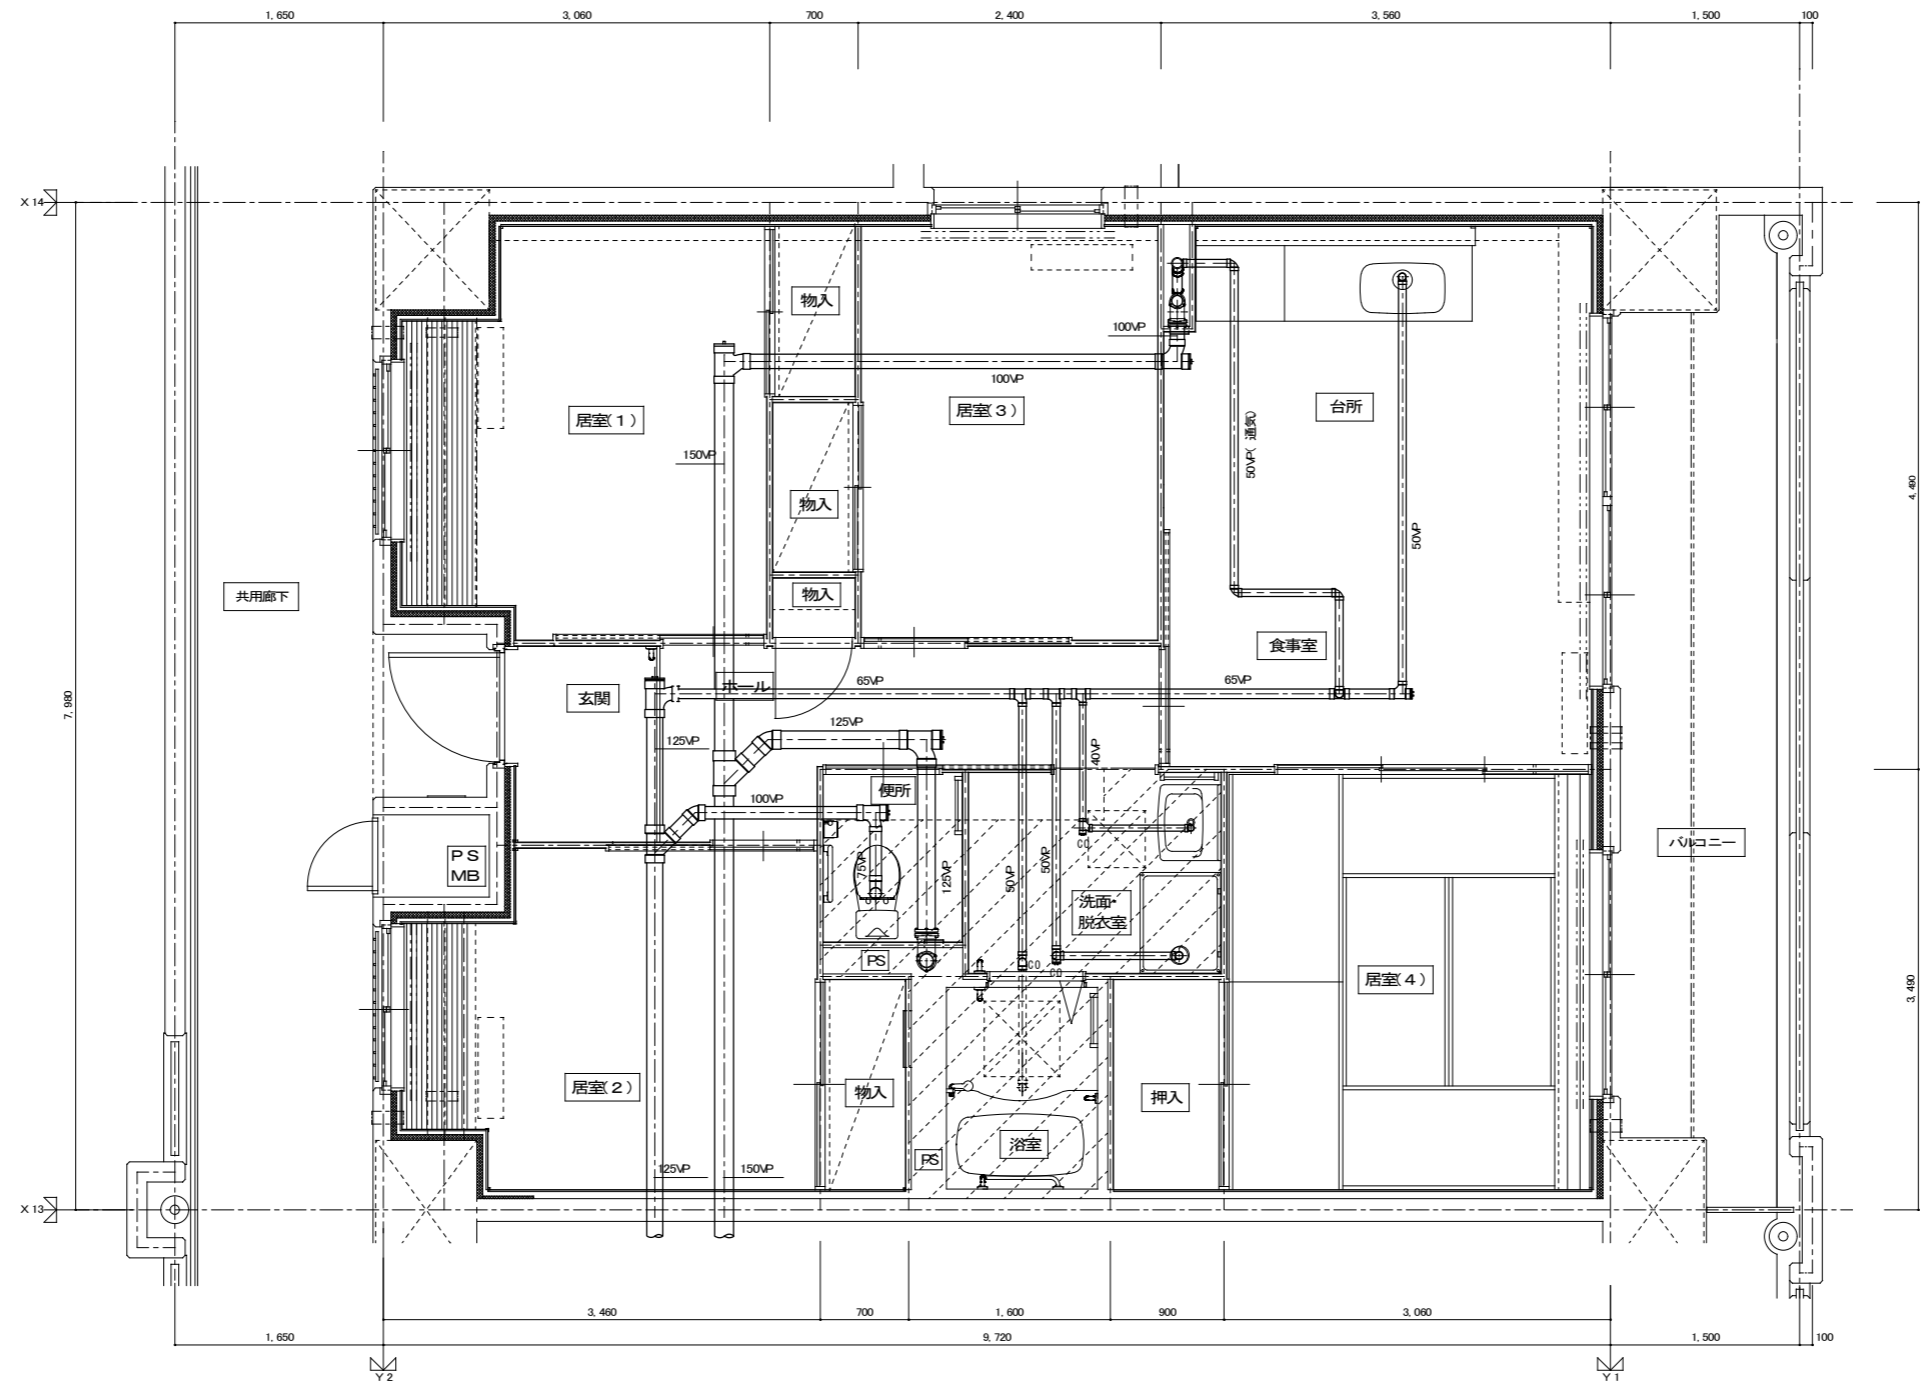 1,650
3,060
700
2,400
3,560
1,500
100
X14
物入
100VP
100VP
居室(1)
居室(3)
台所
50VP(通気)
150VP
4,490
物入
50VP
共用廊下
物入
食事室
65VP
65VP
ホール
玄関
7,980
125VP
125VP
40VP
便所
100VP
バルコニー
PS
MB
75VP
125VP
50VP
50VP
CO
洗面・
脱衣室
PS
CO
CO
居室(4)
3,490
居室(2)
物入
押入
浴室
PS
125VP
150VP
X13
3,460
700
1,600
900
3,060
1,650
9,720
1,500
100
Y2
Y1